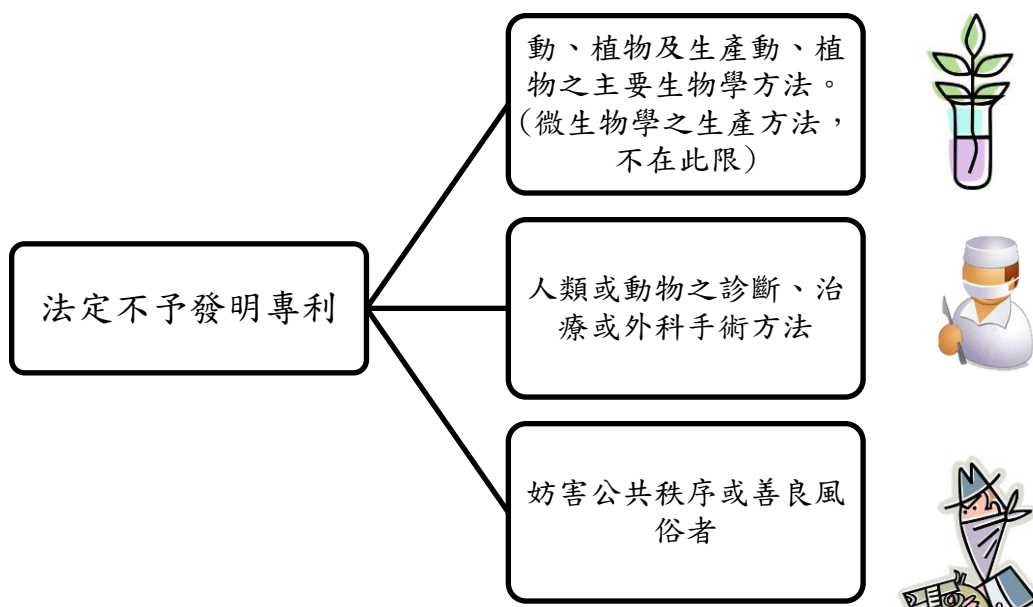 動、植物及生產動、植
物之主要生物學方法。
(微生物學之生產方法，
不在此限)
法定不予發明專利
人類或動物之診斷、治
療或外科手術方法
妨害公共秩序或善良風
俗者